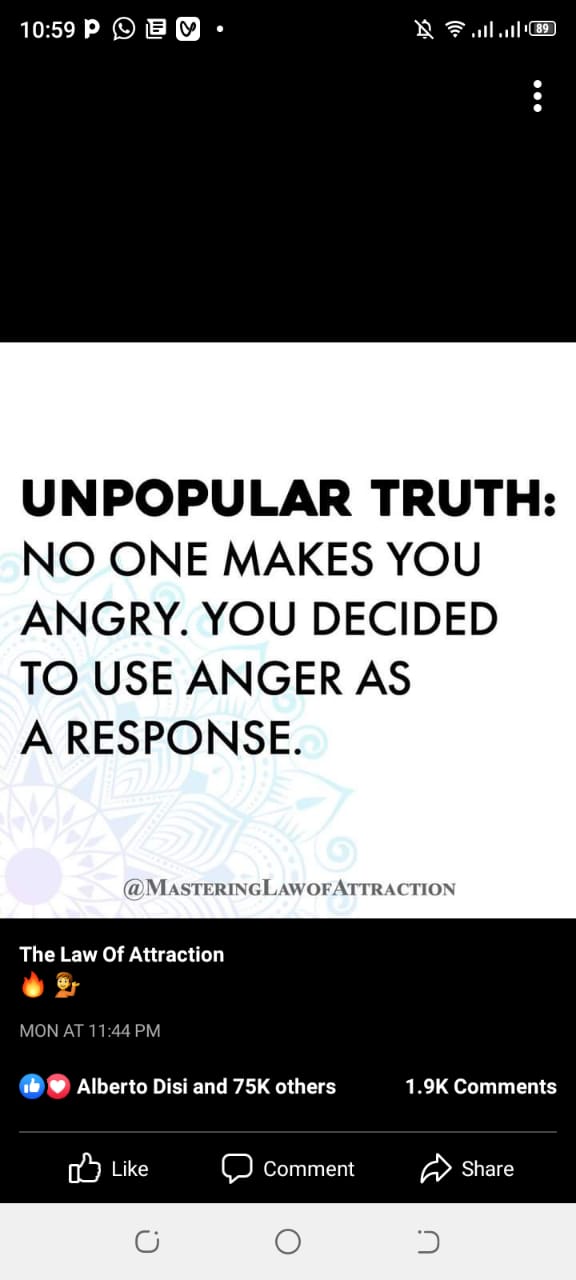 10:59
89
UNPOPULAR TRUTH:
NO ONE MAKES YOU
ANGRY. YOU DECIDED
TO USE ANGER AS
A RESPONSE.
@MASTERINGLAWOFATTRACTION
The Law Of Attraction
MON AT 11:44 PM
Alberto Disi and 75K others 1.9K Comments
Like Comment Share